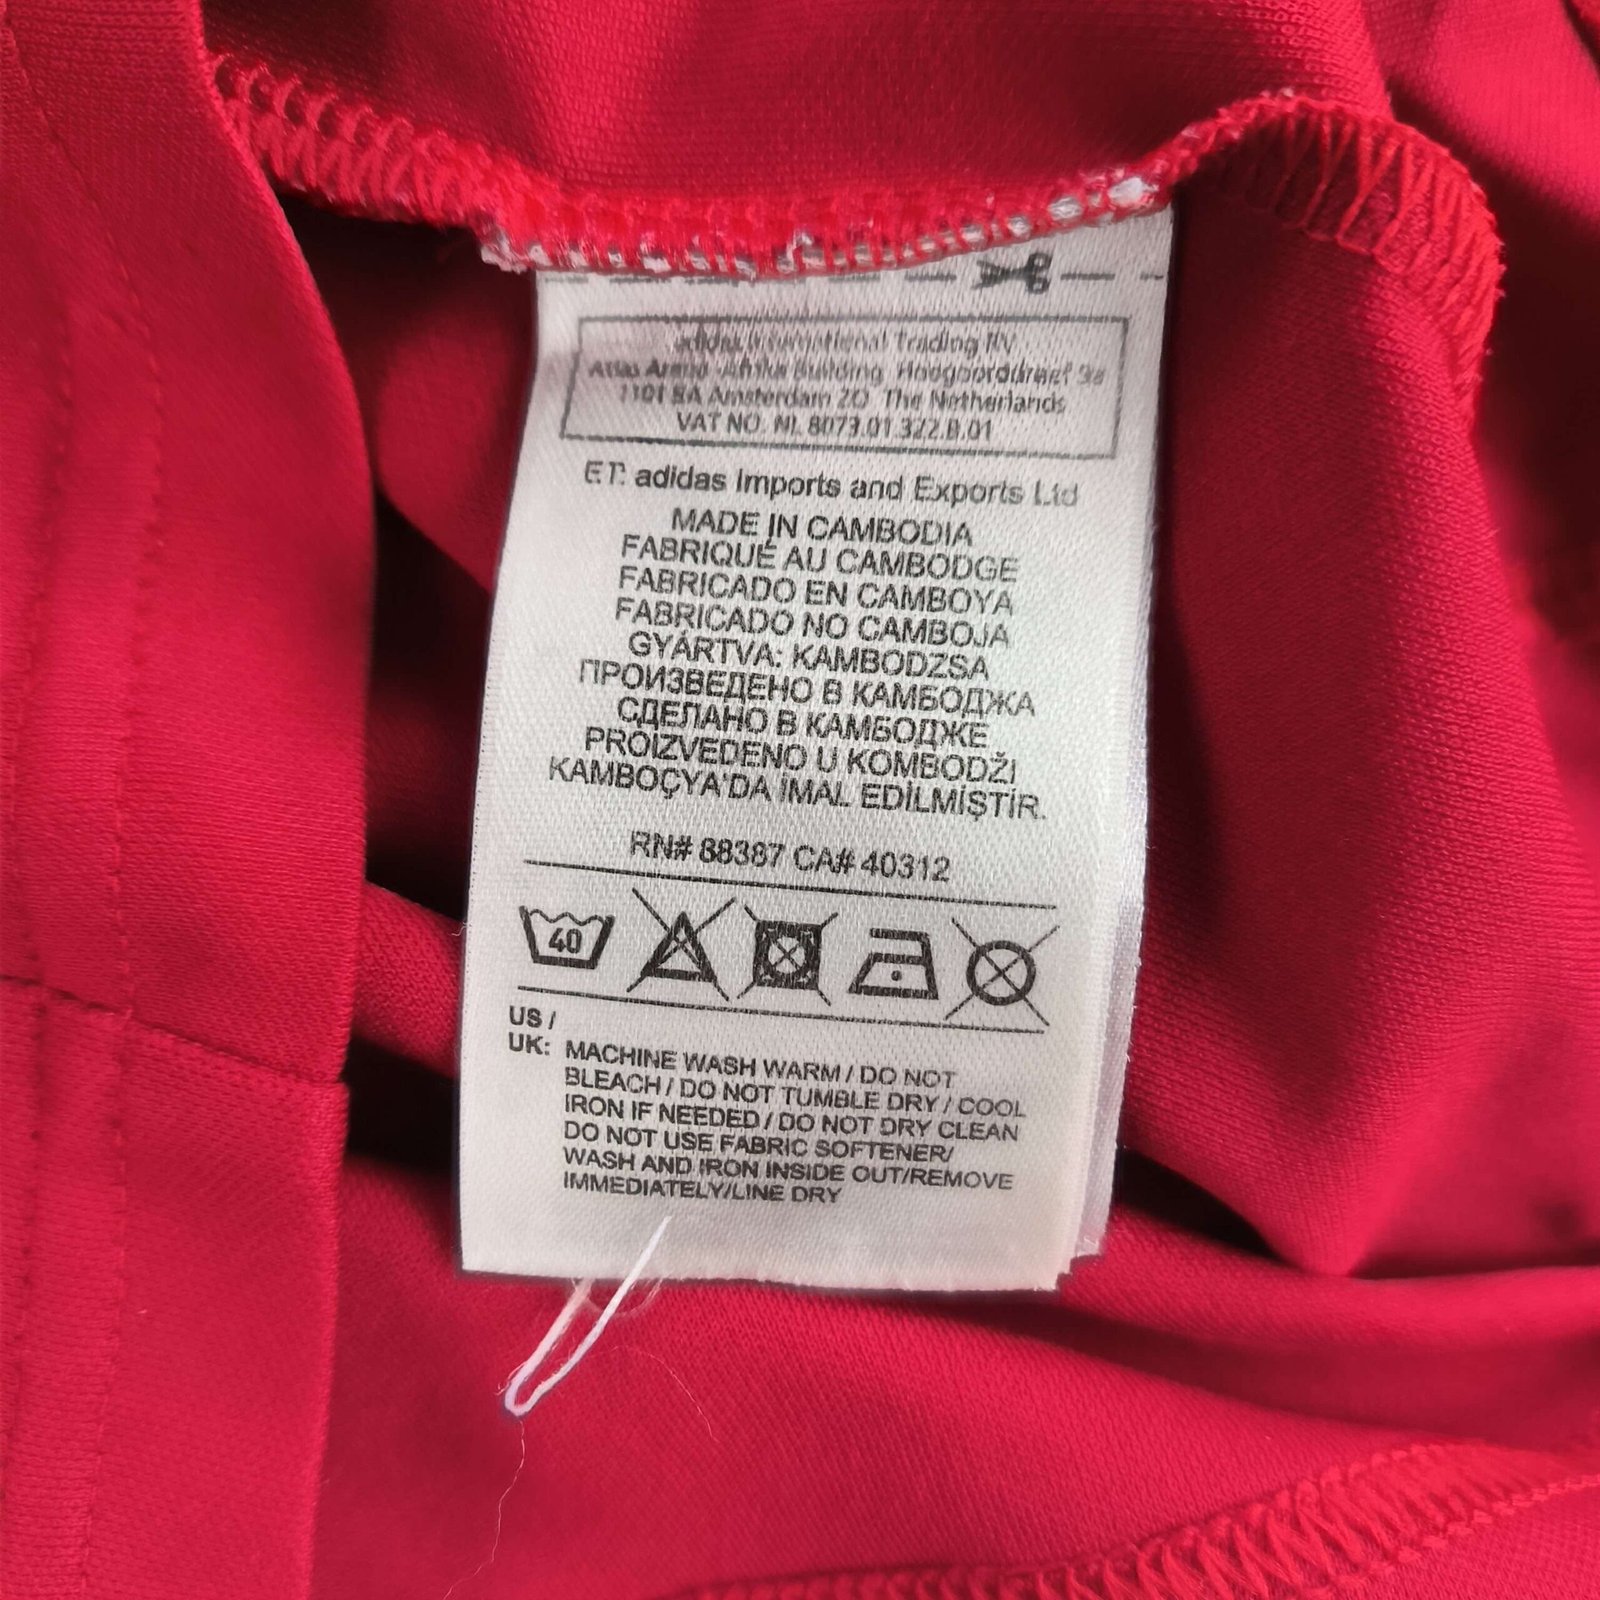 adidas International Trading BV
Atlas Arena -Afrika Building Hoogoorddreef 9a
1101 BA Amsterdam ZO The Netherlands
VAT NO. NL 8073.01.322.B.01
ET: adidas Imports and Exports Ltd
MADE IN CAMBODIA
FABRIQUÉ AU CAMBODGE
FABRICADO EN CAMBOYA
FABRICADO NO CAMBOJA
GYÁRTVA: KAMBODZSA
ПРОИЗВЕДЕНО В КАМБОДЖА
СДЕЛАНО В КАМБОДЖЕ
PROIZVEDENO U KOMBODŽI
KAMBOÇYA'DA İMAL EDİLMİŞTİR.
RN# 88387 CA# 40312
40
US /
UK: MACHINE WASH WARM / DO NOT
BLEACH / DO NOT TUMBLE DRY / COOL
IRON IF NEEDED / DO NOT DRY CLEAN
DO NOT USE FABRIC SOFTENER/
WASH AND IRON INSIDE OUT/REMOVE
IMMEDIATELY/LINE DRY